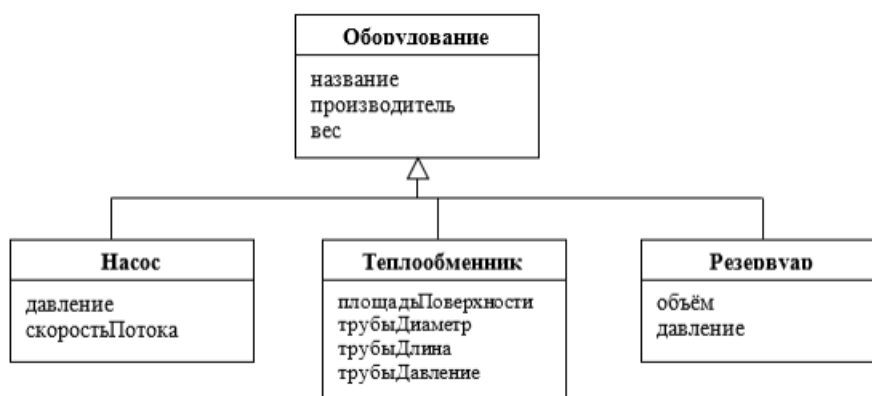 Оборудование
название
производитель
вес
Насос
давление
скоростьПотока
Теплообменник
площадьПоверхности
трубыДиаметр
трубыДлина
трубыДавление
Резервуар
объём
давление